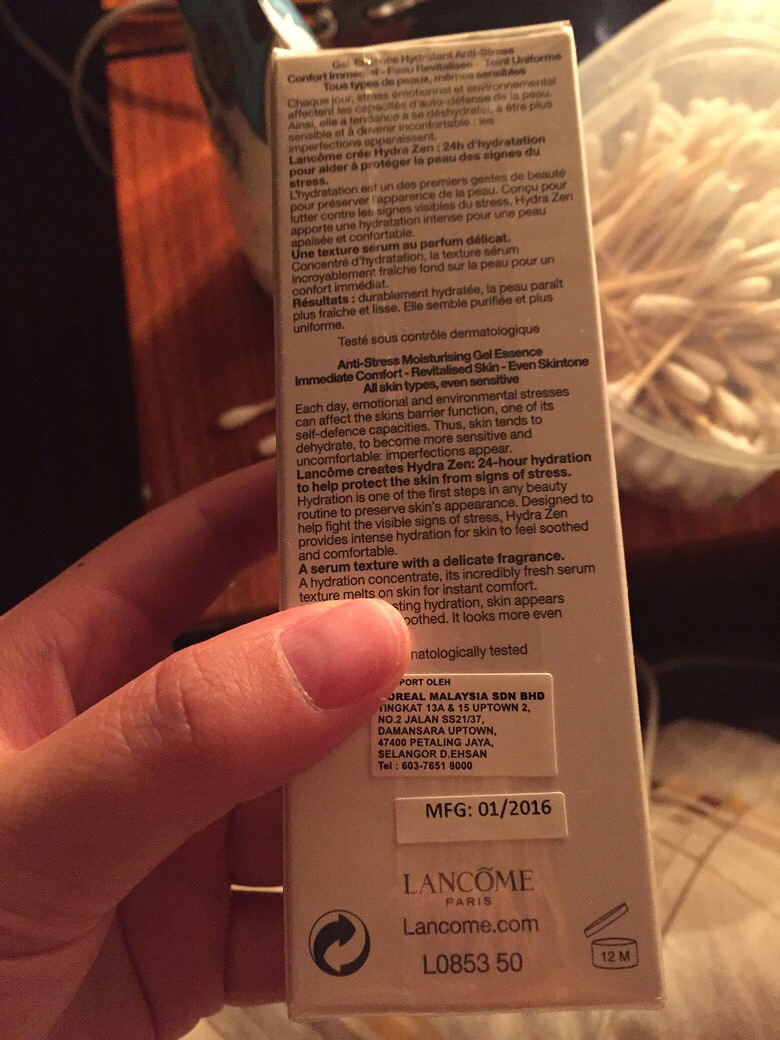 Gel Essence Hydratant Anti-Stress
Confort Immediat - Peau Revitalisée - Teint Uniforme
Tous types de peaux, mêmes sensibles
Chaque jour, stress émotionnel et environnemental
affectent les capacités d'auto-défense de la peau.
Ainsi, elle a tendance à se déshydrater, à être plus
sensible et à devenir inconfortable : les
imperfections apparaissent.
Lancôme crée Hydra Zen : 24h d'hydratation
pour aider à protéger la peau des signes du
stress.
L'hydratation est un des premiers gestes de beauté
pour préserver l'apparence de la peau. Conçu pour
lutter contre les signes visibles du stress, Hydra Zen
apporte une hydratation intense pour une peau
apaisée et confortable.
Une texture sérum au parfum délicat.
Concentré d'hydratation, la texture sérum
incroyablement fraîche fond sur la peau pour un
confort immédiat.
Résultats : durablement hydratée, la peau paraît
plus fraîche et lisse. Elle semble purifiée et plus
uniforme.
Testé sous contrôle dermatologique
Anti-Stress Moisturising Gel Essence
Immediate Comfort - Revitalised Skin - Even Skintone
All skin types, even sensitive
Each day, emotional and environmental stresses
can affect the skins barrier function, one of its
self-defence capacities. Thus, skin tends to
dehydrate, to become more sensitive and
uncomfortable: imperfections appear.
Lancôme creates Hydra Zen: 24-hour hydration
to help protect the skin from signs of stress.
Hydration is one of the first steps in any beauty
routine to preserve skin's appearance. Designed to
help fight the visible signs of stress, Hydra Zen
provides intense hydration for skin to feel soothed
and comfortable.
A serum texture with a delicate fragrance.
A hydration concentrate, its incredibly fresh serum
texture melts on skin for instant comfort.
sting hydration, skin appears
oothed. It looks more even
natologically tested
PORT OLEH
OREAL MALAYSIA SDN BHD
TINGKAT 13A & 15 UPTOWN 2,
NO.2 JALAN SS21/37,
DAMANSARA UPTOWN,
47400 PETALING JAYA,
SELANGOR D.EHSAN
Tel : 603-7651 8000
MFG: 01/2016
LANCÔME
PARIS
Lancome.com
L0853 50
12 M